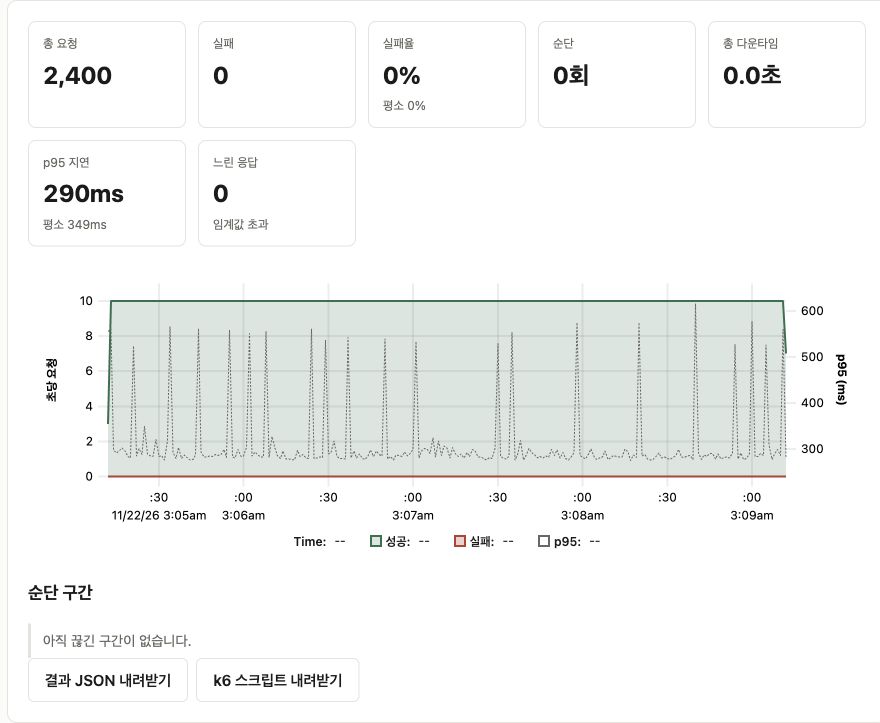 총 요청
2,400
실패
0
실패율
0%
평소 0%
순단
0회
총 다운타임
0.0초
p95 지연
290ms
평소 349ms
느린 응답
0
임계값 초과
초당 요청
10
8
6
4
2
0
p95 (ms)
600
500
400
300
:30 :00 :30 :00 :30 :00 :30 :00
11/22/26 3:05am 3:06am 3:07am 3:08am 3:09am
Time: -- 성공: -- 실패: -- p95: --
순단 구간
아직 끊긴 구간이 없습니다.
결과 JSON 내려받기 k6 스크립트 내려받기